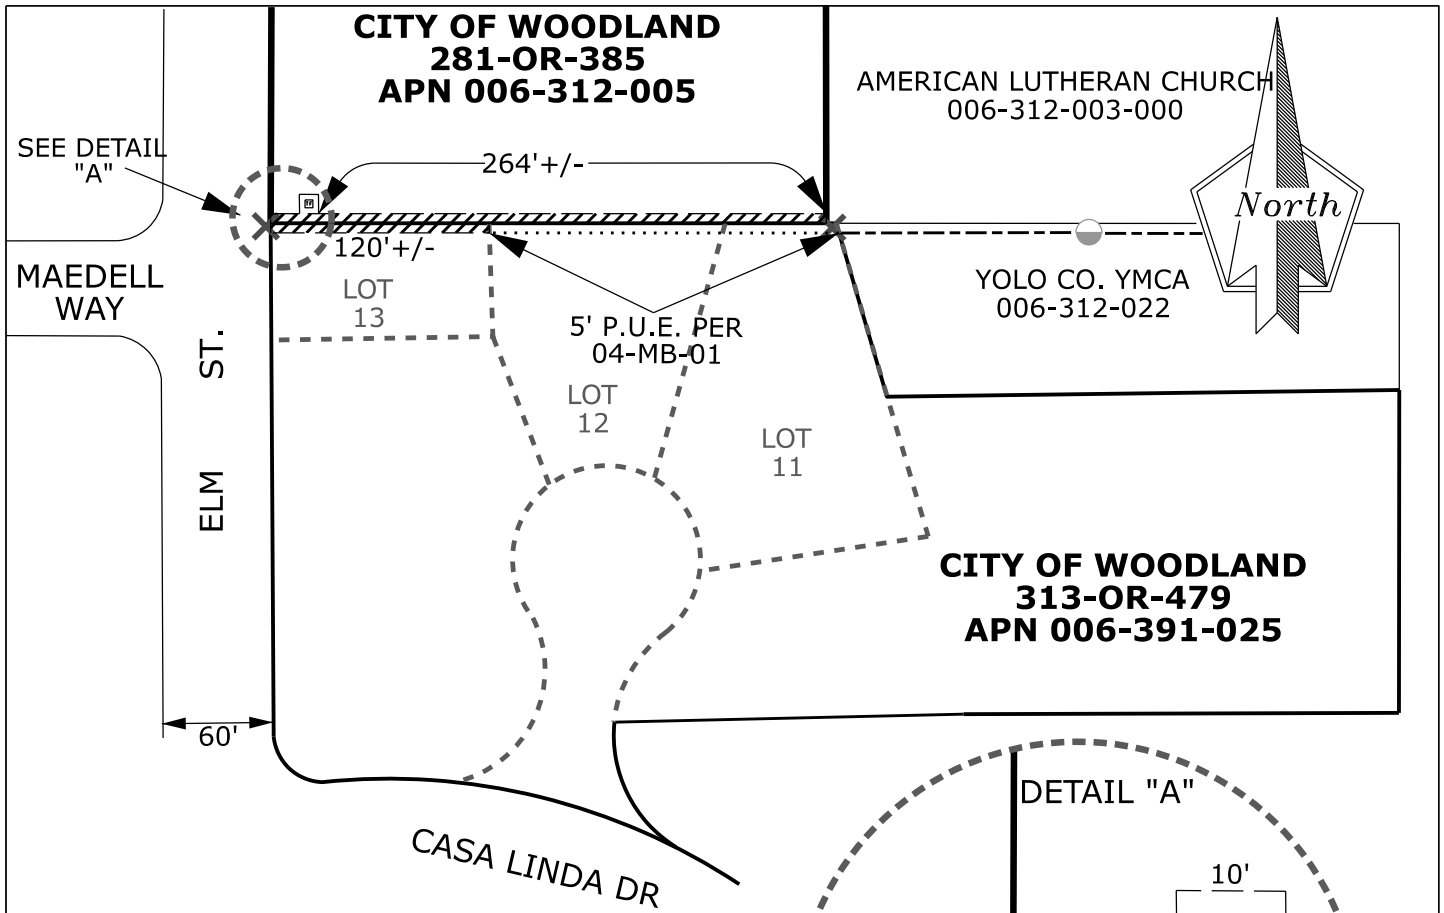 CITY OF WOODLAND
281-OR-385
APN 006-312-005
AMERICAN LUTHERAN CHURCH
006-312-003-000
SEE DETAIL
"A"
264'+/-
North
120'+/-
MAEDELL
WAY
LOT
13
YOLO CO. YMCA
006-312-022
5' P.U.E. PER
04-MB-01
ELM ST.
LOT
12
LOT
11
CITY OF WOODLAND
313-OR-479
APN 006-391-025
60'
DETAIL "A"
CASA LINDA DR
10'